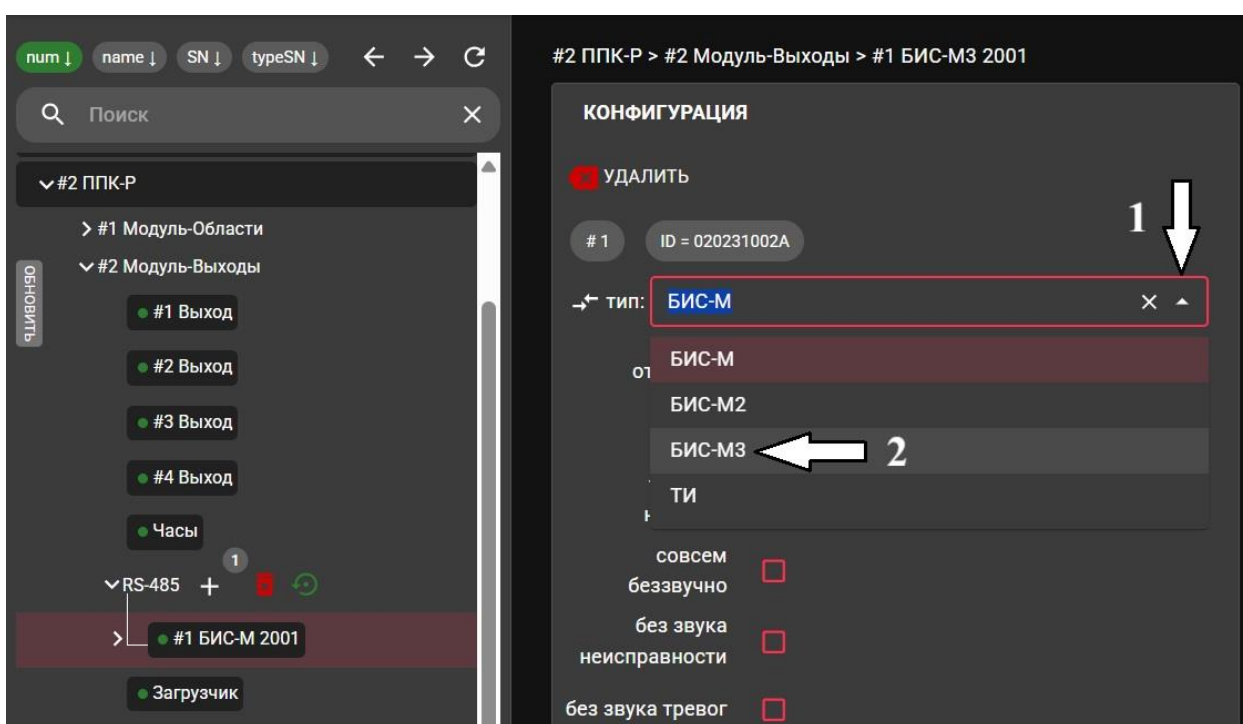 num ↓ name ↓ SN ↓ typeSN ↓
Поиск
#2 ППК-Р
#1 Модуль-Области
#2 Модуль-Выходы
ОБНОВИТЬ
#1 Выход
#2 Выход
#3 Выход
#4 Выход
Часы
1
RS-485 +
#1 БИС-М 2001
Загрузчик
#2 ППК-Р > #2 Модуль-Выходы > #1 БИС-М3 2001
КОНФИГУРАЦИЯ
УДАЛИТЬ
1
# 1 ID = 020231002A
тип: БИС-М
от
БИС-М
БИС-М2
БИС-М3 2
ТИ
совсем
беззвучно
без звука
неисправности
без звука тревог